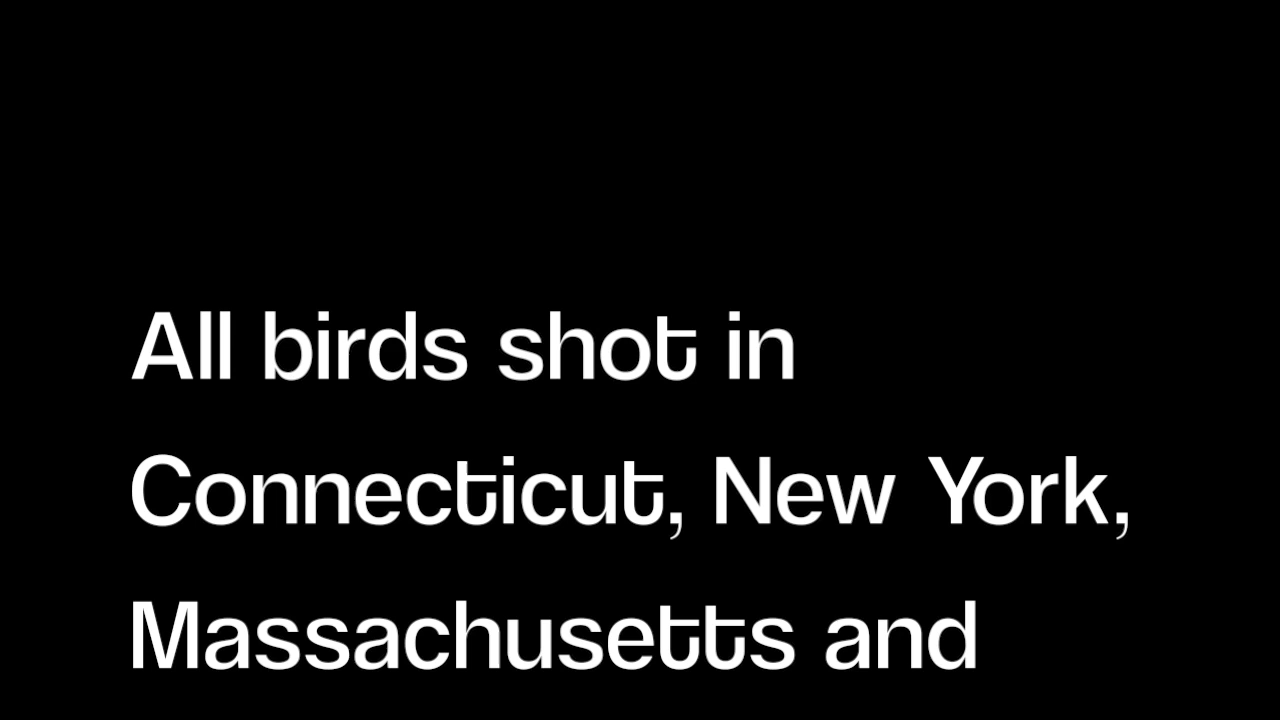 All birds shot in
Connecticut, New York,
Massachusetts and